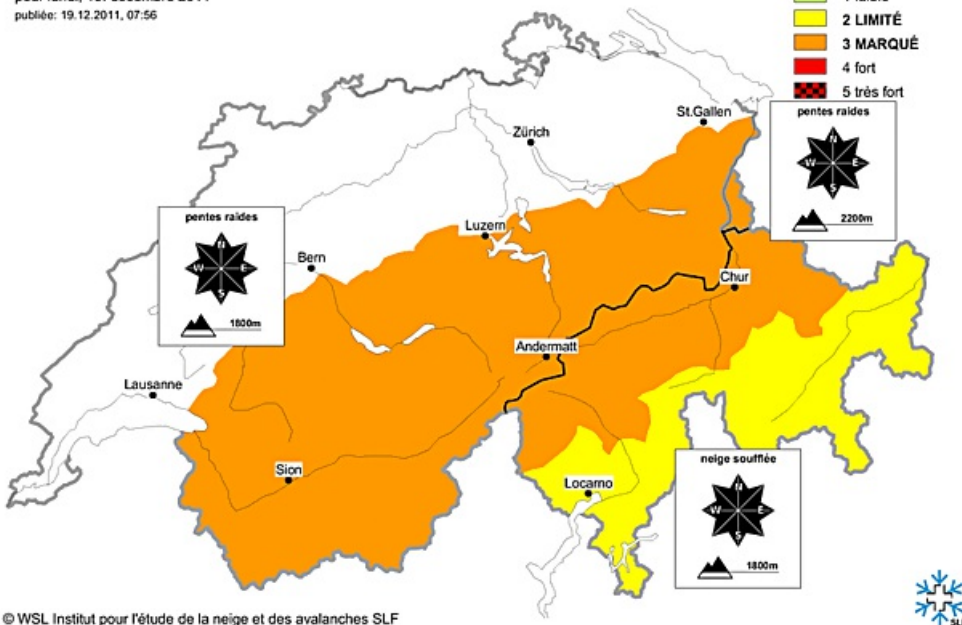 publiée: 19.12.2011, 07:56
2 LIMITÉ
3 MARQUÉ
4 fort
5 très fort
pentes raides
N
W E
S
2200m
St.Gallen
Zürich
pentes raides
N
W E
S
1800m
Luzern
Bern
Chur
Andermatt
Lausanne
Sion
Locarno
neige soufflée
N
W E
S
1800m
© WSL Institut pour l'étude de la neige et des avalanches SLF
SLF